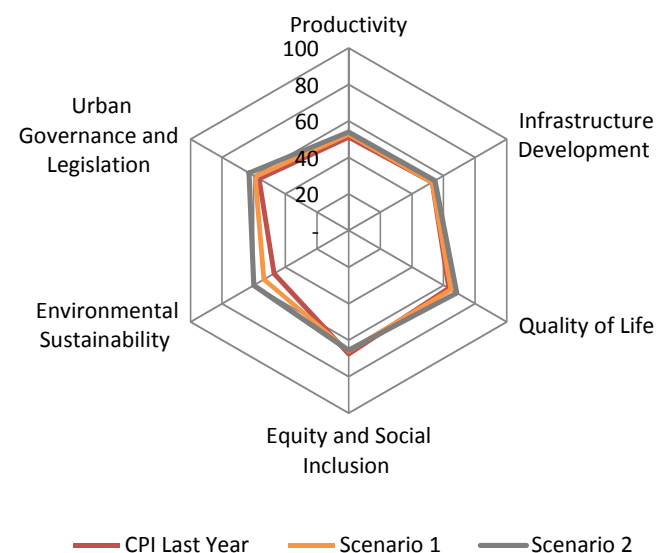 Productivity
100
80
60
40
20
-
Urban
Governance and
Legislation
Infrastructure
Development
Environmental
Sustainability
Quality of Life
Equity and Social
Inclusion
CPI Last Year
Scenario 1
Scenario 2